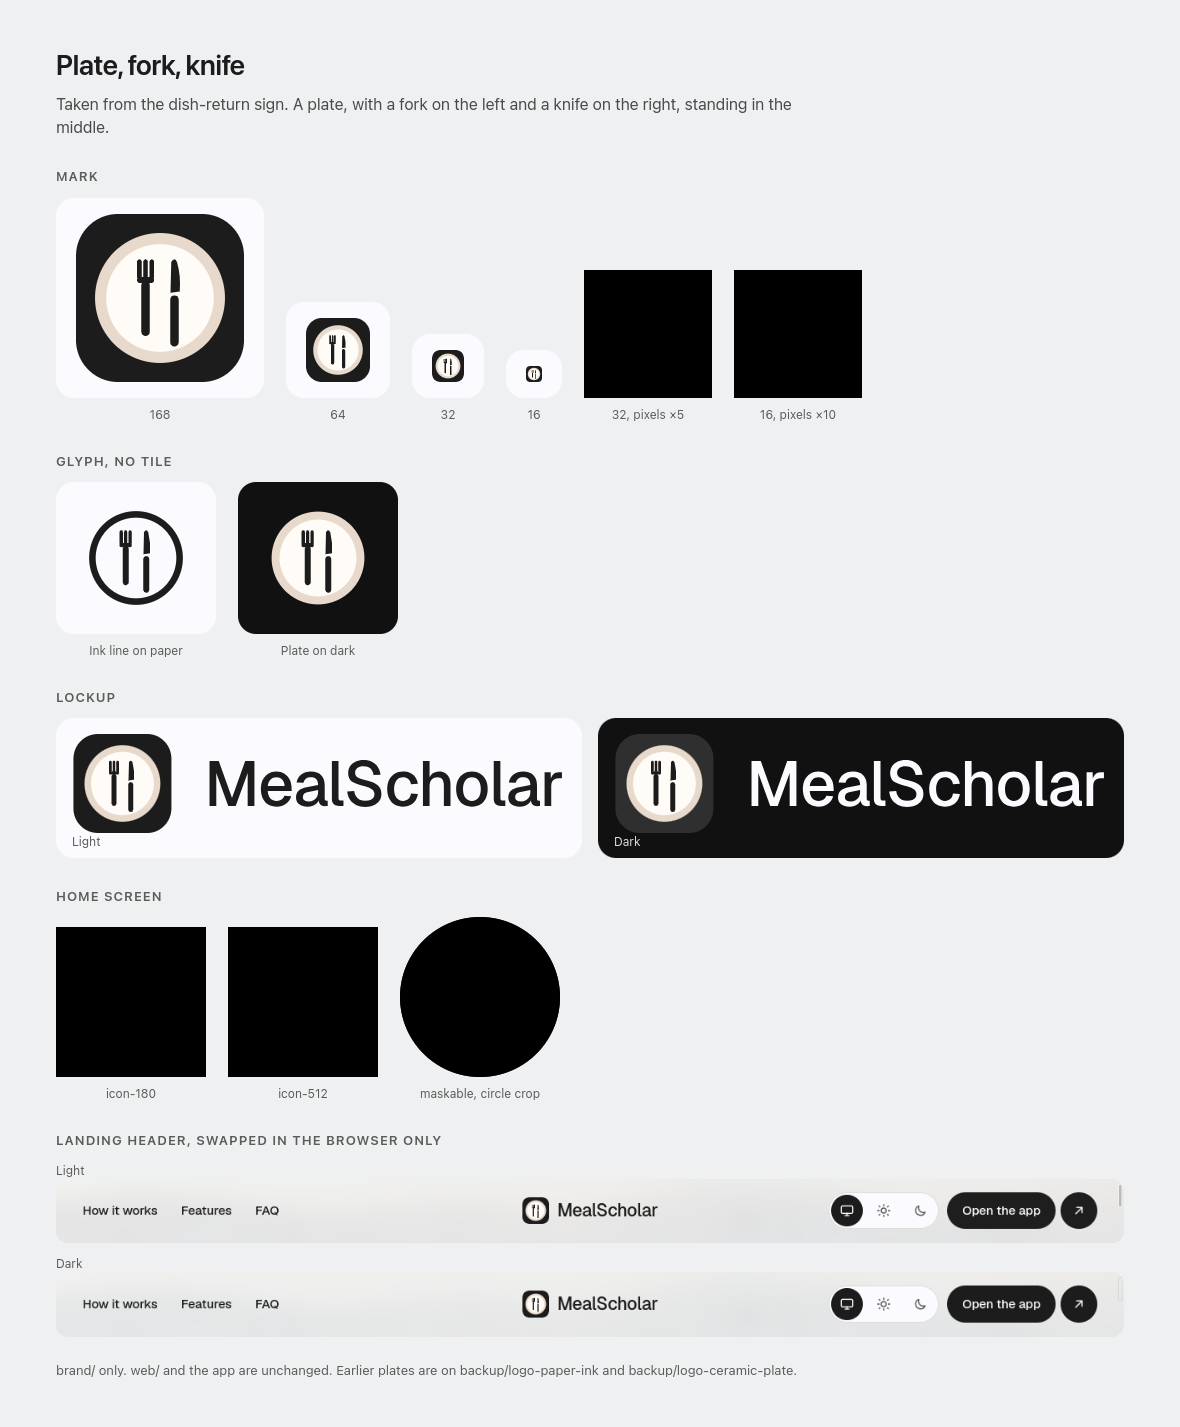 Plate, fork, knife
Taken from the dish-return sign. A plate, with a fork on the left and a knife on the right, standing in the
middle.
MARK
168
64
32
16
32, pixels ×5
16, pixels ×10
GLYPH, NO TILE
Ink line on paper
Plate on dark
LOCKUP
MealScholar
Light
MealScholar
Dark
HOME SCREEN
icon-180
icon-512
maskable, circle crop
LANDING HEADER, SWAPPED IN THE BROWSER ONLY
Light
How it works Features FAQ MealScholar Open the app
Dark
How it works Features FAQ MealScholar Open the app
brand/ only. web/ and the app are unchanged. Earlier plates are on backup/logo-paper-ink and backup/logo-ceramic-plate.